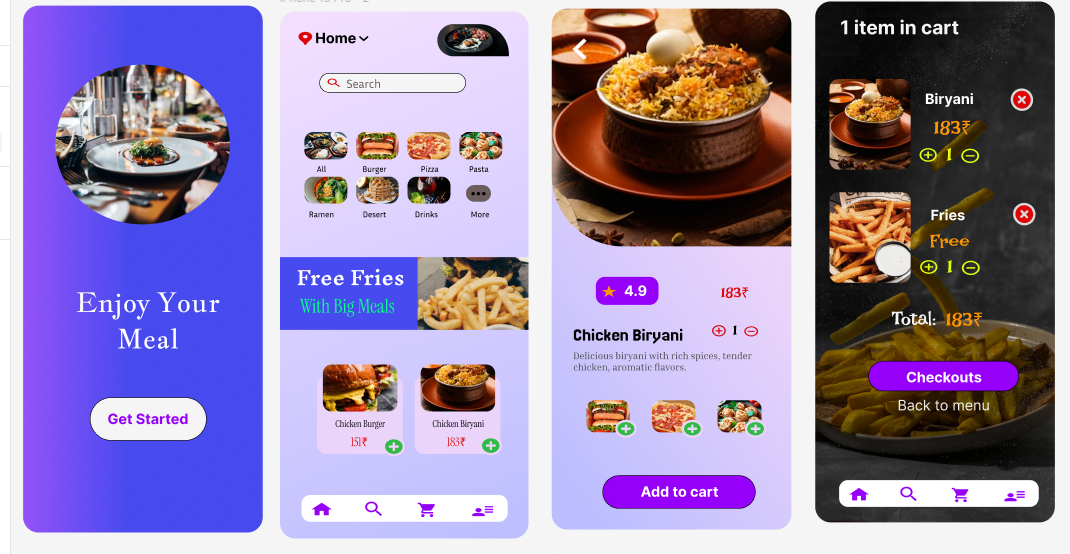 Enjoy Your
Meal
Get Started
Home
Search
All
Burger
Pizza
Pasta
Ramen
Desert
Drinks
More
Free Fries
With Big Meals
Chicken Burger
151₹
Chicken Biryani
183₹
4.9
183₹
Chicken Biryani
1
Delicious biryani with rich spices, tender
chicken, aromatic flavors.
Add to cart
1 item in cart
Biryani
183₹
1
Fries
Free
1
Total: 183₹
Checkouts
Back to menu